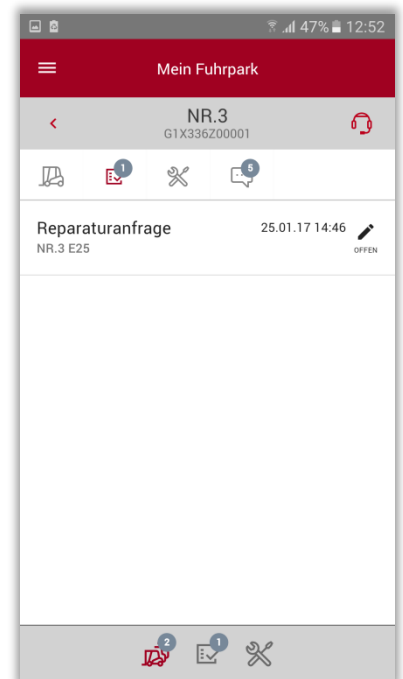 47% 12:52
Mein Fuhrpark
NR.3
G1X336Z00001
1
5
Reparaturanfrage 25.01.17 14:46
NR.3 E25 OFFEN
2
1